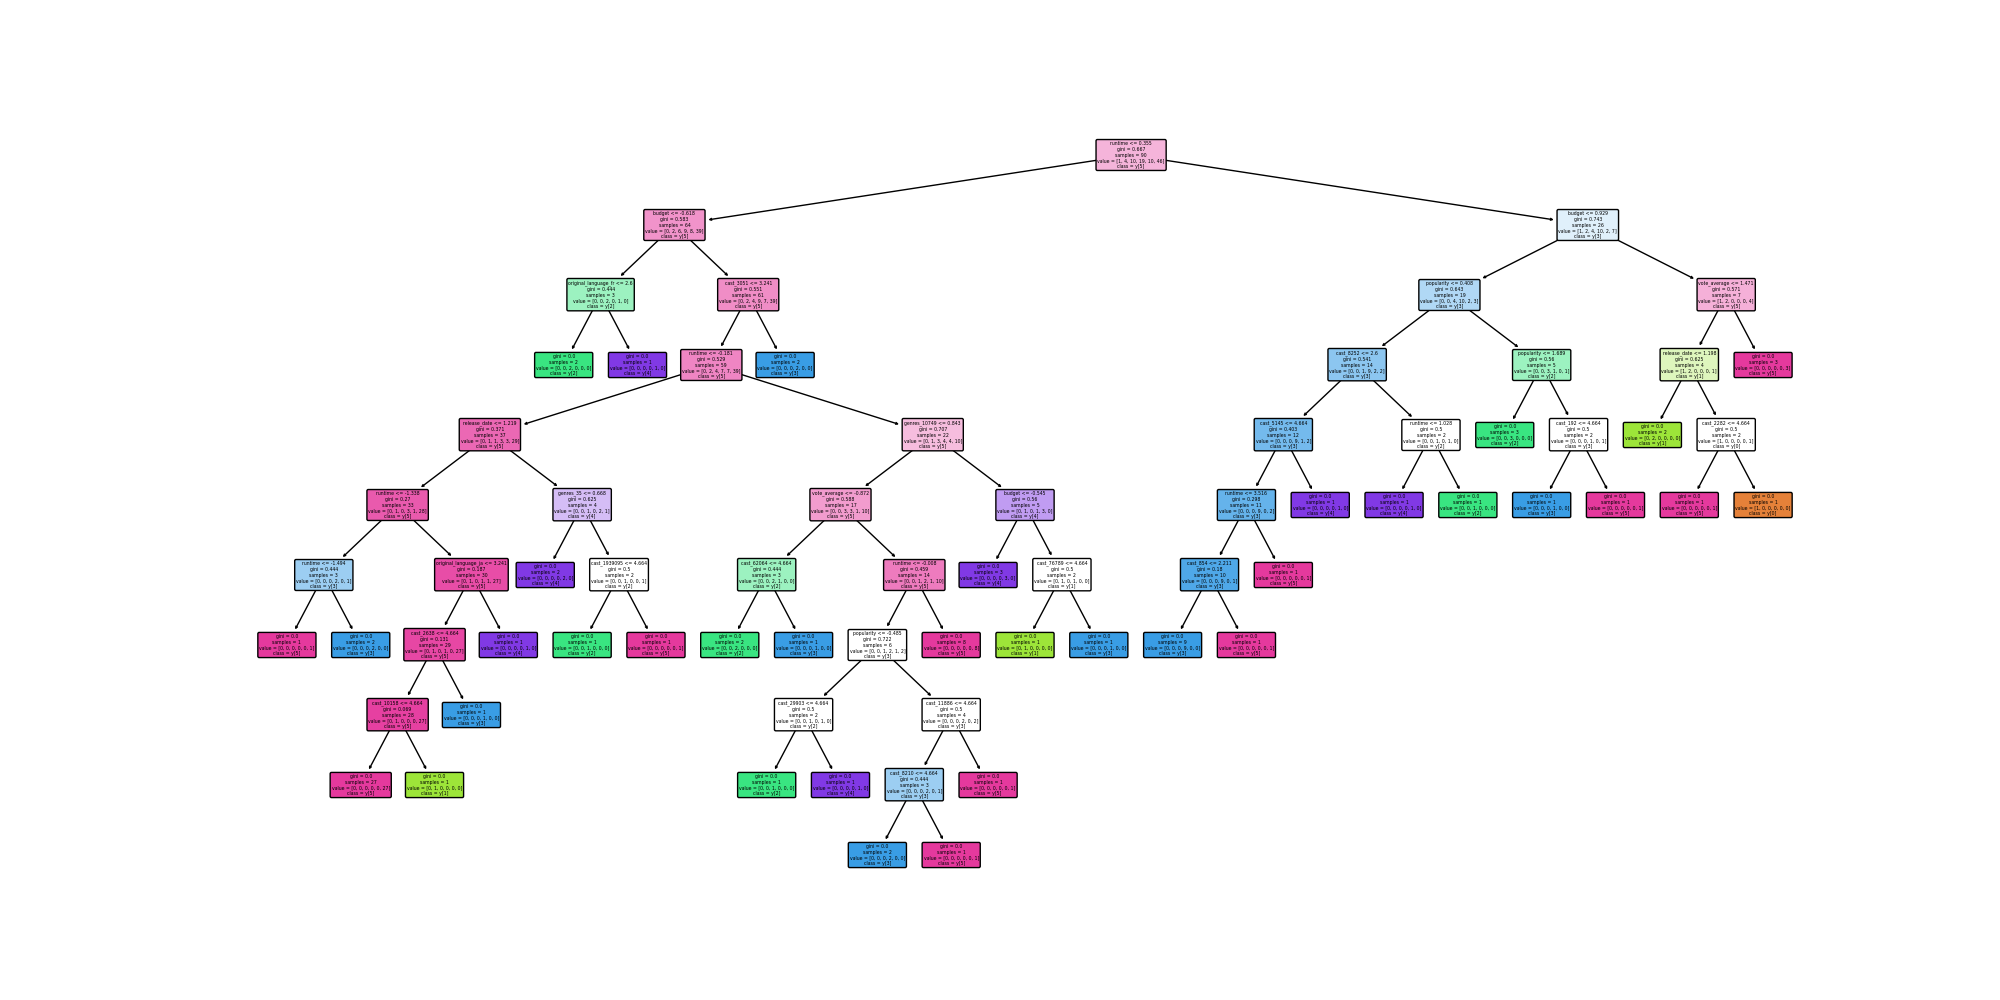 runtime <= 0.355
gini = 0.667
samples = 90
value = [1, 4, 10, 19, 10, 46]
class = y[5]
budget <= -0.618
gini = 0.583
samples = 64
value = [0, 2, 6, 9, 8, 39]
class = y[5]
budget <= 0.929
gini = 0.743
samples = 26
value = [1, 2, 4, 10, 2, 7]
class = y[3]
original_language_fr <= 2.6
gini = 0.444
samples = 3
value = [0, 0, 2, 0, 1, 0]
class = y[2]
cast_3051 <= 3.241
gini = 0.551
samples = 61
value = [0, 2, 4, 9, 7, 39]
class = y[5]
popularity <= 0.408
gini = 0.643
samples = 19
value = [0, 0, 4, 10, 2, 3]
class = y[3]
vote_average <= 1.471
gini = 0.571
samples = 7
value = [1, 2, 0, 0, 0, 4]
class = y[5]
gini = 0.0
samples = 2
value = [0, 0, 2, 0, 0, 0]
class = y[2]
gini = 0.0
samples = 1
value = [0, 0, 0, 0, 1, 0]
class = y[4]
runtime <= -0.181
gini = 0.529
samples = 59
value = [0, 2, 4, 7, 7, 39]
class = y[5]
gini = 0.0
samples = 2
value = [0, 0, 0, 2, 0, 0]
class = y[3]
cast_8252 <= 2.6
gini = 0.541
samples = 14
value = [0, 0, 1, 9, 2, 2]
class = y[3]
popularity <= 1.689
gini = 0.56
samples = 5
value = [0, 0, 3, 1, 0, 1]
class = y[2]
release_date <= 1.198
gini = 0.625
samples = 4
value = [1, 2, 0, 0, 0, 1]
class = y[1]
gini = 0.0
samples = 3
value = [0, 0, 0, 0, 0, 3]
class = y[5]
release_date <= 1.219
gini = 0.371
samples = 37
value = [0, 1, 1, 3, 3, 29]
class = y[5]
genres_10749 <= 0.843
gini = 0.707
samples = 22
value = [0, 1, 3, 4, 4, 10]
class = y[5]
cast_5145 <= 4.664
gini = 0.403
samples = 12
value = [0, 0, 0, 9, 1, 2]
class = y[3]
runtime <= 1.028
gini = 0.5
samples = 2
value = [0, 0, 1, 0, 1, 0]
class = y[2]
gini = 0.0
samples = 3
value = [0, 0, 3, 0, 0, 0]
class = y[2]
cast_192 <= 4.664
gini = 0.5
samples = 2
value = [0, 0, 0, 1, 0, 1]
class = y[3]
gini = 0.0
samples = 2
value = [0, 2, 0, 0, 0, 0]
class = y[1]
cast_2282 <= 4.664
gini = 0.5
samples = 2
value = [1, 0, 0, 0, 0, 1]
class = y[0]
runtime <= -1.338
gini = 0.27
samples = 33
value = [0, 1, 0, 3, 1, 28]
class = y[5]
genres_35 <= 0.668
gini = 0.625
samples = 4
value = [0, 0, 1, 0, 2, 1]
class = y[4]
vote_average <= -0.872
gini = 0.588
samples = 17
value = [0, 0, 3, 3, 1, 10]
class = y[5]
budget <= -0.545
gini = 0.56
samples = 5
value = [0, 1, 0, 1, 3, 0]
class = y[4]
runtime <= 3.516
gini = 0.298
samples = 11
value = [0, 0, 0, 9, 0, 2]
class = y[3]
gini = 0.0
samples = 1
value = [0, 0, 0, 0, 1, 0]
class = y[4]
gini = 0.0
samples = 1
value = [0, 0, 0, 0, 1, 0]
class = y[4]
gini = 0.0
samples = 1
value = [0, 0, 1, 0, 0, 0]
class = y[2]
gini = 0.0
samples = 1
value = [0, 0, 0, 1, 0, 0]
class = y[3]
gini = 0.0
samples = 1
value = [0, 0, 0, 0, 0, 1]
class = y[5]
gini = 0.0
samples = 1
value = [0, 0, 0, 0, 0, 1]
class = y[5]
gini = 0.0
samples = 1
value = [1, 0, 0, 0, 0, 0]
class = y[0]
runtime <= -1.494
gini = 0.444
samples = 3
value = [0, 0, 0, 2, 0, 1]
class = y[3]
original_language_ja <= 3.241
gini = 0.187
samples = 30
value = [0, 1, 0, 1, 1, 27]
class = y[5]
gini = 0.0
samples = 2
value = [0, 0, 0, 0, 2, 0]
class = y[4]
cast_1939095 <= 4.664
gini = 0.5
samples = 2
value = [0, 0, 1, 0, 0, 1]
class = y[2]
cast_62064 <= 4.664
gini = 0.444
samples = 3
value = [0, 0, 2, 1, 0, 0]
class = y[2]
runtime <= -0.008
gini = 0.459
samples = 14
value = [0, 0, 1, 2, 1, 10]
class = y[5]
gini = 0.0
samples = 3
value = [0, 0, 0, 0, 3, 0]
class = y[4]
cast_76789 <= 4.664
gini = 0.5
samples = 2
value = [0, 1, 0, 1, 0, 0]
class = y[1]
cast_854 <= 2.211
gini = 0.18
samples = 10
value = [0, 0, 0, 9, 0, 1]
class = y[3]
gini = 0.0
samples = 1
value = [0, 0, 0, 0, 0, 1]
class = y[5]
gini = 0.0
samples = 1
value = [0, 0, 0, 0, 0, 1]
class = y[5]
gini = 0.0
samples = 2
value = [0, 0, 0, 2, 0, 0]
class = y[3]
cast_2638 <= 4.664
gini = 0.131
samples = 29
value = [0, 1, 0, 1, 0, 27]
class = y[5]
gini = 0.0
samples = 1
value = [0, 0, 0, 0, 1, 0]
class = y[4]
gini = 0.0
samples = 1
value = [0, 0, 1, 0, 0, 0]
class = y[2]
gini = 0.0
samples = 1
value = [0, 0, 0, 0, 0, 1]
class = y[5]
gini = 0.0
samples = 2
value = [0, 0, 2, 0, 0, 0]
class = y[2]
gini = 0.0
samples = 1
value = [0, 0, 0, 1, 0, 0]
class = y[3]
popularity <= -0.485
gini = 0.722
samples = 6
value = [0, 0, 1, 2, 1, 2]
class = y[3]
gini = 0.0
samples = 8
value = [0, 0, 0, 0, 0, 8]
class = y[5]
gini = 0.0
samples = 1
value = [0, 1, 0, 0, 0, 0]
class = y[1]
gini = 0.0
samples = 1
value = [0, 0, 0, 1, 0, 0]
class = y[3]
gini = 0.0
samples = 9
value = [0, 0, 0, 9, 0, 0]
class = y[3]
gini = 0.0
samples = 1
value = [0, 0, 0, 0, 0, 1]
class = y[5]
cast_10158 <= 4.664
gini = 0.069
samples = 28
value = [0, 1, 0, 0, 0, 27]
class = y[5]
gini = 0.0
samples = 1
value = [0, 0, 0, 1, 0, 0]
class = y[3]
cast_29903 <= 4.664
gini = 0.5
samples = 2
value = [0, 0, 1, 0, 1, 0]
class = y[2]
cast_11886 <= 4.664
gini = 0.5
samples = 4
value = [0, 0, 0, 2, 0, 2]
class = y[3]
gini = 0.0
samples = 27
value = [0, 0, 0, 0, 0, 27]
class = y[5]
gini = 0.0
samples = 1
value = [0, 1, 0, 0, 0, 0]
class = y[1]
gini = 0.0
samples = 1
value = [0, 0, 1, 0, 0, 0]
class = y[2]
gini = 0.0
samples = 1
value = [0, 0, 0, 0, 1, 0]
class = y[4]
cast_8210 <= 4.664
gini = 0.444
samples = 3
value = [0, 0, 0, 2, 0, 1]
class = y[3]
gini = 0.0
samples = 1
value = [0, 0, 0, 0, 0, 1]
class = y[5]
gini = 0.0
samples = 2
value = [0, 0, 0, 2, 0, 0]
class = y[3]
gini = 0.0
samples = 1
value = [0, 0, 0, 0, 0, 1]
class = y[5]